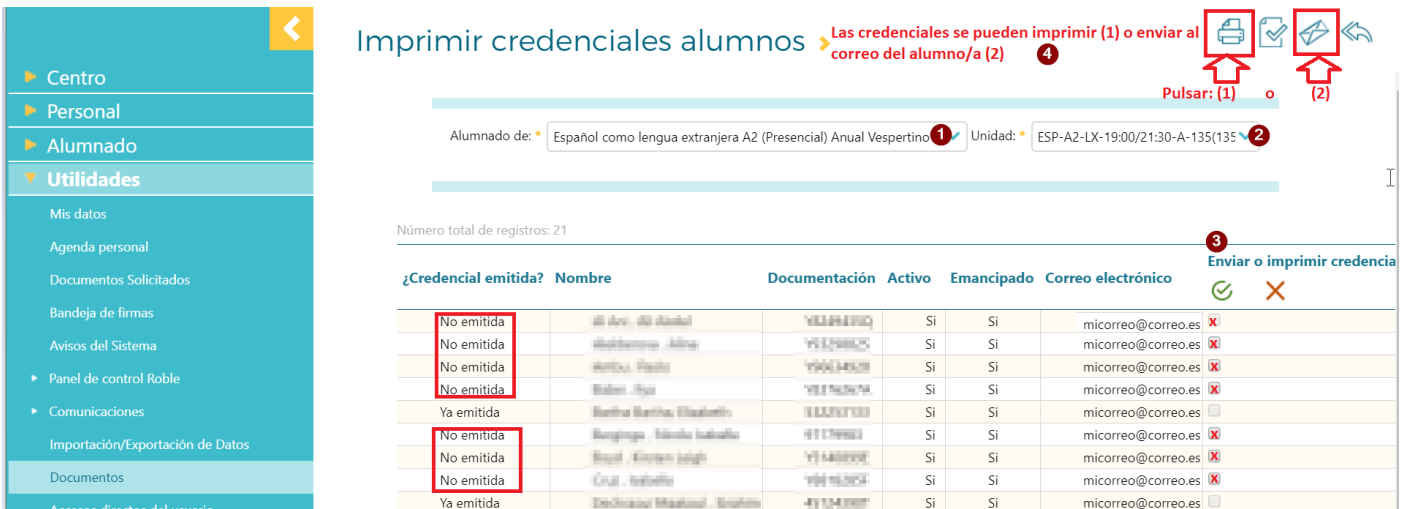 Imprimir credenciales alumnos
Las credenciales se pueden imprimir (1) o enviar al
correo del alumno/a (2)
4
Pulsar: (1) o (2)
Centro
Personal
Alumnado
Utilidades
Mis datos
Agenda personal
Documentos Solicitados
Bandeja de firmas
Avisos del Sistema
Panel de control Roble
Comunicaciones
Importación/Exportación de Datos
Documentos
Accesos directos del usuario
Alumnado de: * Español como lengua extranjera A2 (Presencial) Anual Vespertino 1 Unidad: * ESP-A2-LX-19:00/21:30-A-135(135 2
Número total de registros: 21
3
¿Credencial emitida? Nombre Documentación Activo Emancipado Correo electrónico Enviar o imprimir credencia
No emitida Si Si micorreo@correo.es x
No emitida Si Si micorreo@correo.es x
No emitida Si Si micorreo@correo.es x
No emitida Si Si micorreo@correo.es x
Ya emitida Si Si micorreo@correo.es
No emitida Si Si micorreo@correo.es x
No emitida Si Si micorreo@correo.es x
No emitida Si Si micorreo@correo.es x
Ya emitida Si Si micorreo@correo.es